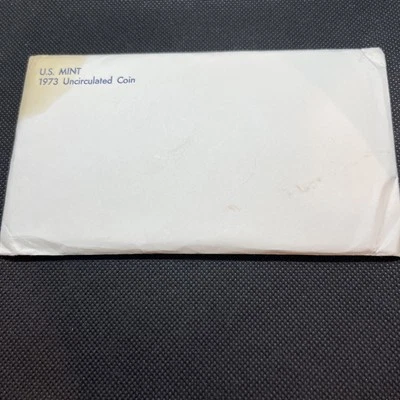 U.S. MINT
1973 Uncirculated Coin